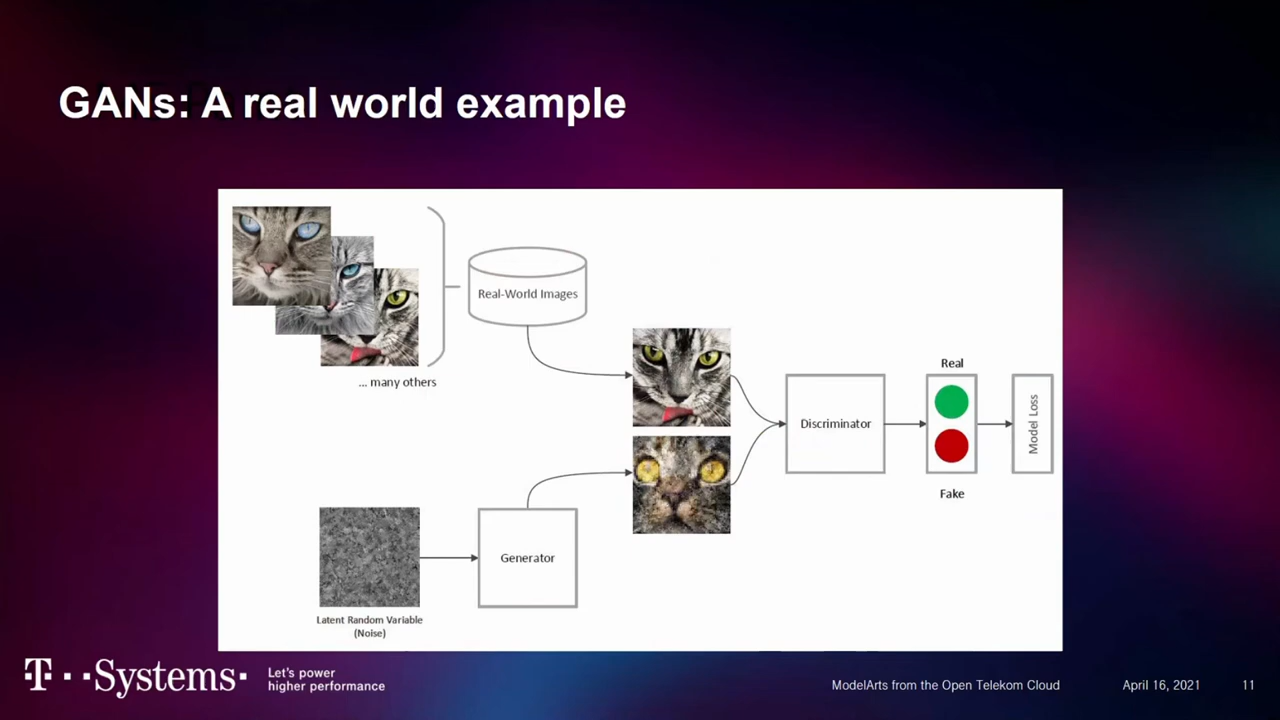 GANs: A real world example
Real-World Images
... many others
Real
Discriminator
Model Loss
Fake
Generator
Latent Random Variable
(Noise)
T··Systems·
Let's power
higher performance
ModelArts from the Open Telekom Cloud
April 16, 2021
11